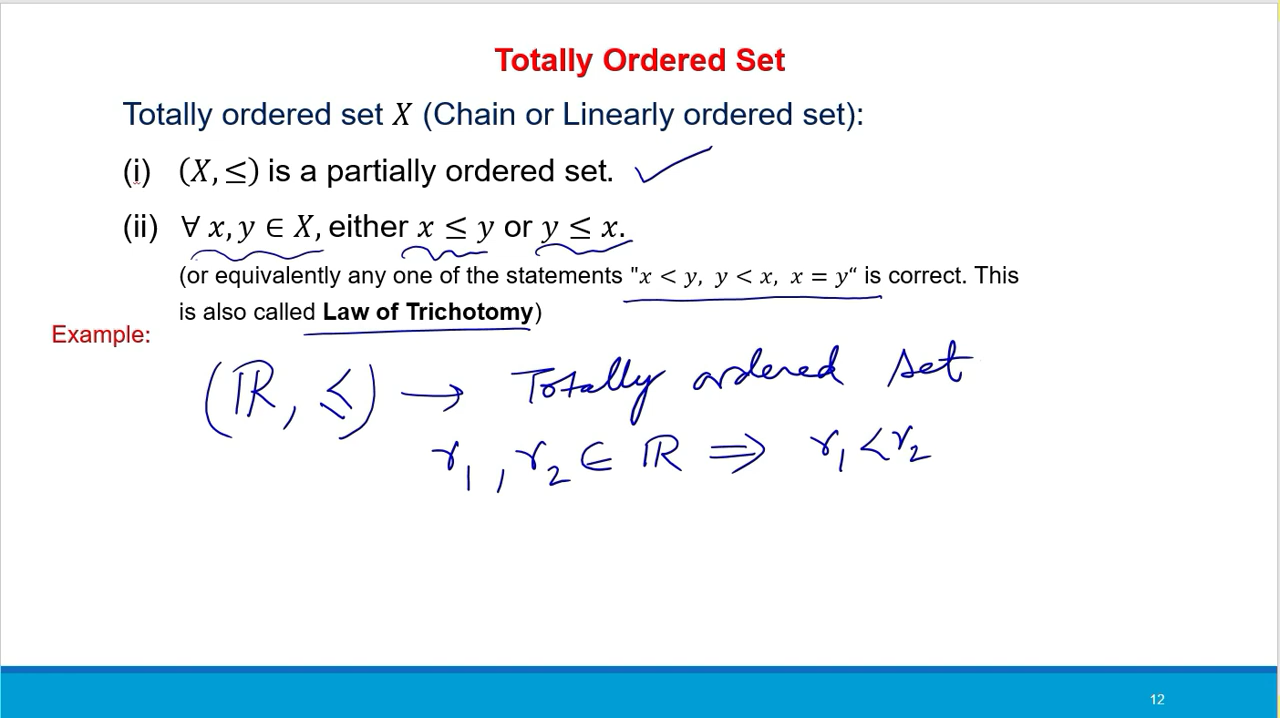 Totally Ordered Set
Totally ordered set X (Chain or Linearly ordered set):
(i) (X, ≤) is a partially ordered set.
(ii) ∀ x, y ∈ X, either x ≤ y or y ≤ x.
(or equivalently any one of the statements "x < y, y < x, x = y“ is correct. This
is also called Law of Trichotomy)
Example:
(ℝ, ≤) → Totally ordered set
r₁, r₂ ∈ ℝ ⇒ r₁ < r₂
12